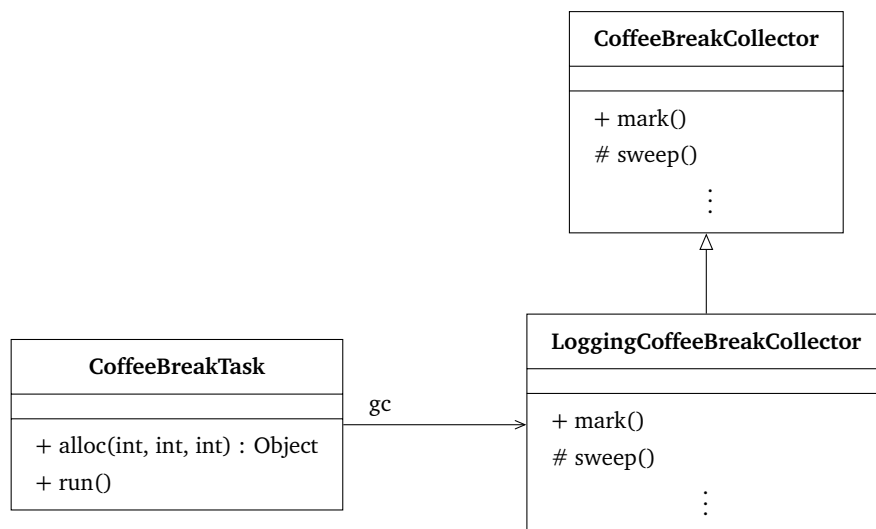 CoffeeBreakCollector
+ mark()
# sweep()
⋮
CoffeeBreakTask
+ alloc(int, int, int) : Object
+ run()
gc
LoggingCoffeeBreakCollector
+ mark()
# sweep()
⋮